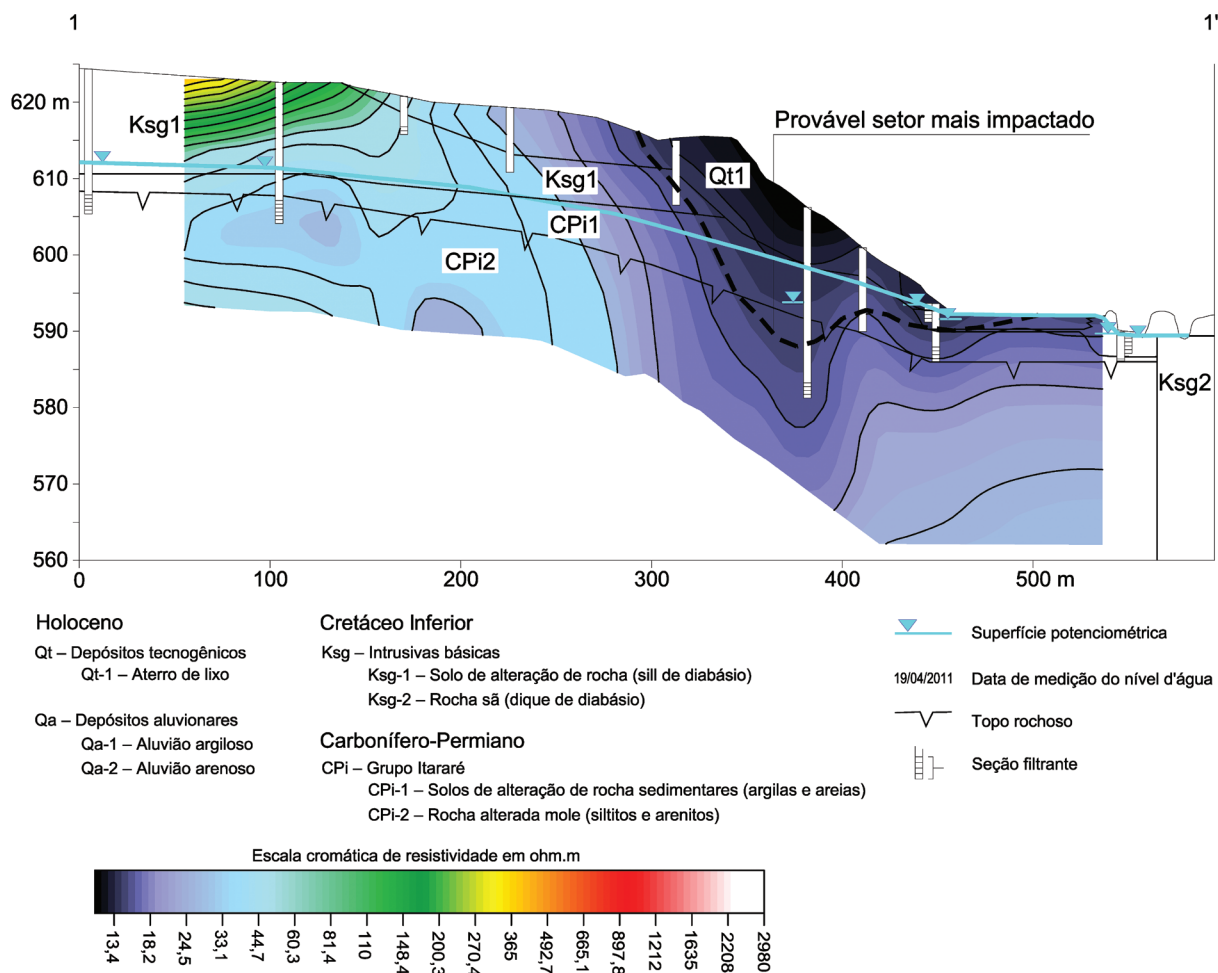 1
1'
620 m
610
600
590
580
570
560
0
100
200
300
400
500 m
Provável setor mais impactado
Ksg1
Qt1
Ksg1
CPi1
CPi2
Ksg2
Holoceno
Qt – Depósitos tecnogênicos
Qt-1 – Aterro de lixo
Qa – Depósitos aluvionares
Qa-1 – Aluvião argiloso
Qa-2 – Aluvião arenoso
Cretáceo Inferior
Ksg – Intrusivas básicas
Ksg-1 – Solo de alteração de rocha (sill de diabásio)
Ksg-2 – Rocha sã (dique de diabásio)
Carbonífero-Permiano
CPi – Grupo Itararé
CPi-1 – Solos de alteração de rocha sedimentares (argilas e areias)
CPi-2 – Rocha alterada mole (siltitos e arenitos)
Superfície potenciométrica
19/04/2011 Data de medição do nível d'água
Topo rochoso
Seção filtrante
Escala cromática de resistividade em ohm.m
13,4
18,2
24,5
33,1
44,7
60,3
81,4
110
148,4
200,3
270,4
365
492,7
665,1
897,8
1212
1635
2208
2980